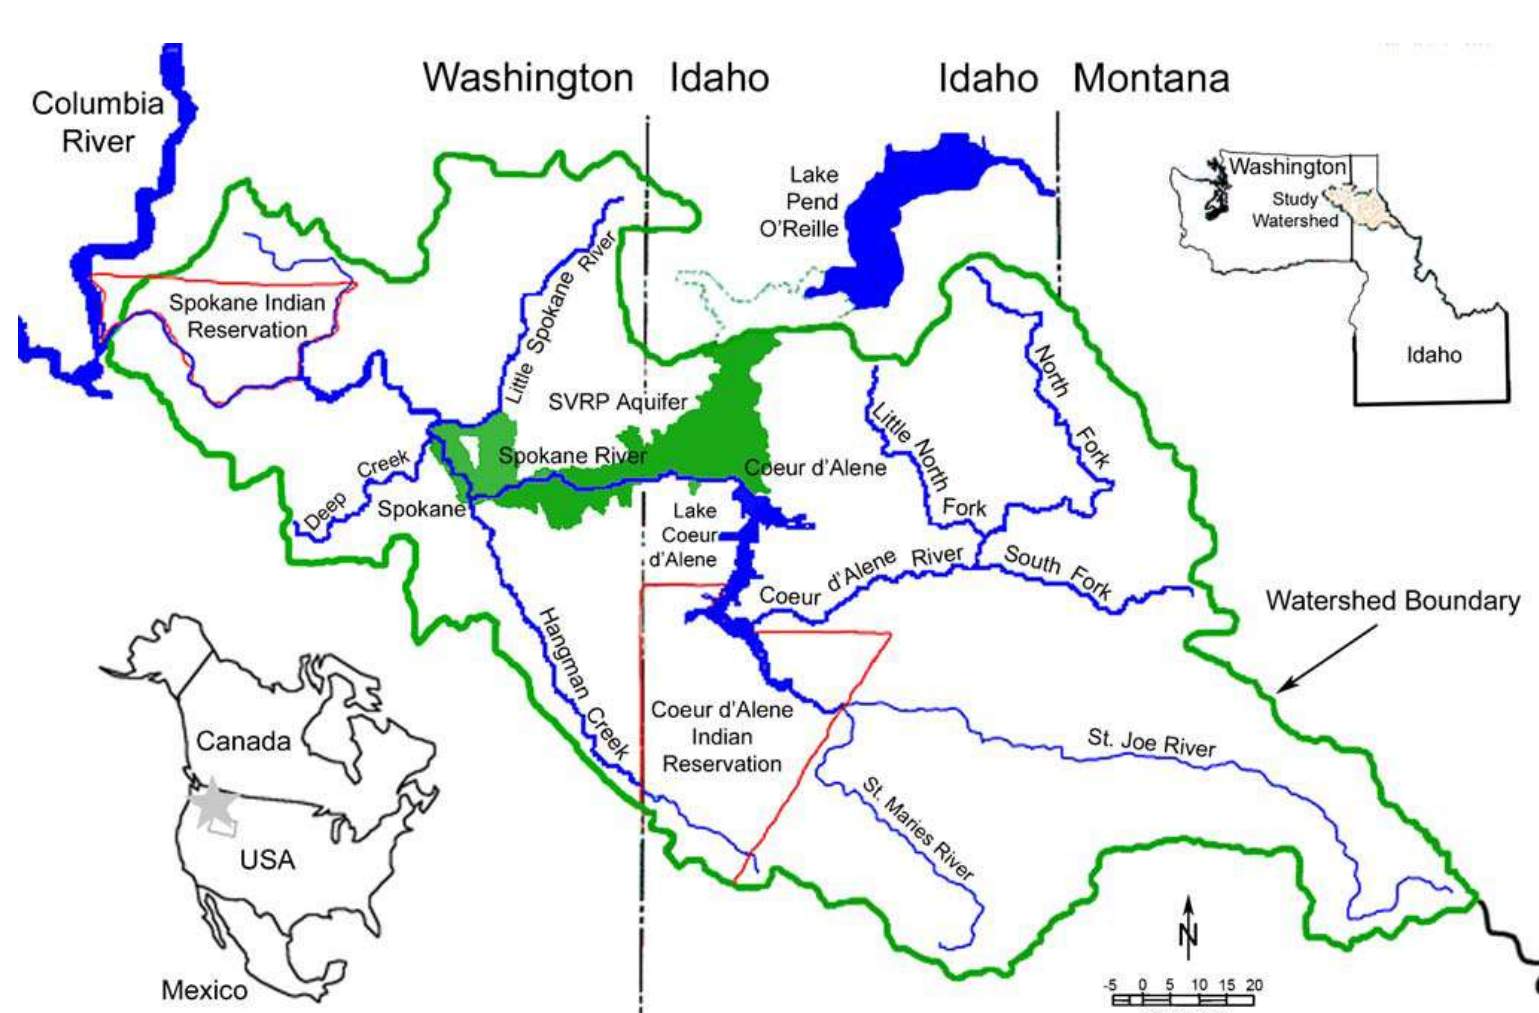 Washington
Idaho
Idaho
Montana
Columbia
River
Lake
Pend
O'Reille
Washington
Study
Watershed
Idaho
Spokane Indian
Reservation
Little Spokane River
SVRP Aquifer
Spokane River
Coeur d'Alene
Little North
Fork
North
Fork
Deep Creek
Spokane
Lake
Coeur
d'Alene
Coeur d'Alene River
South Fork
Watershed Boundary
Hangman Creek
Coeur d'Alene
Indian
Reservation
St. Joe River
St. Maries River
Canada
USA
Mexico
N
-5 0 5 10 15 20